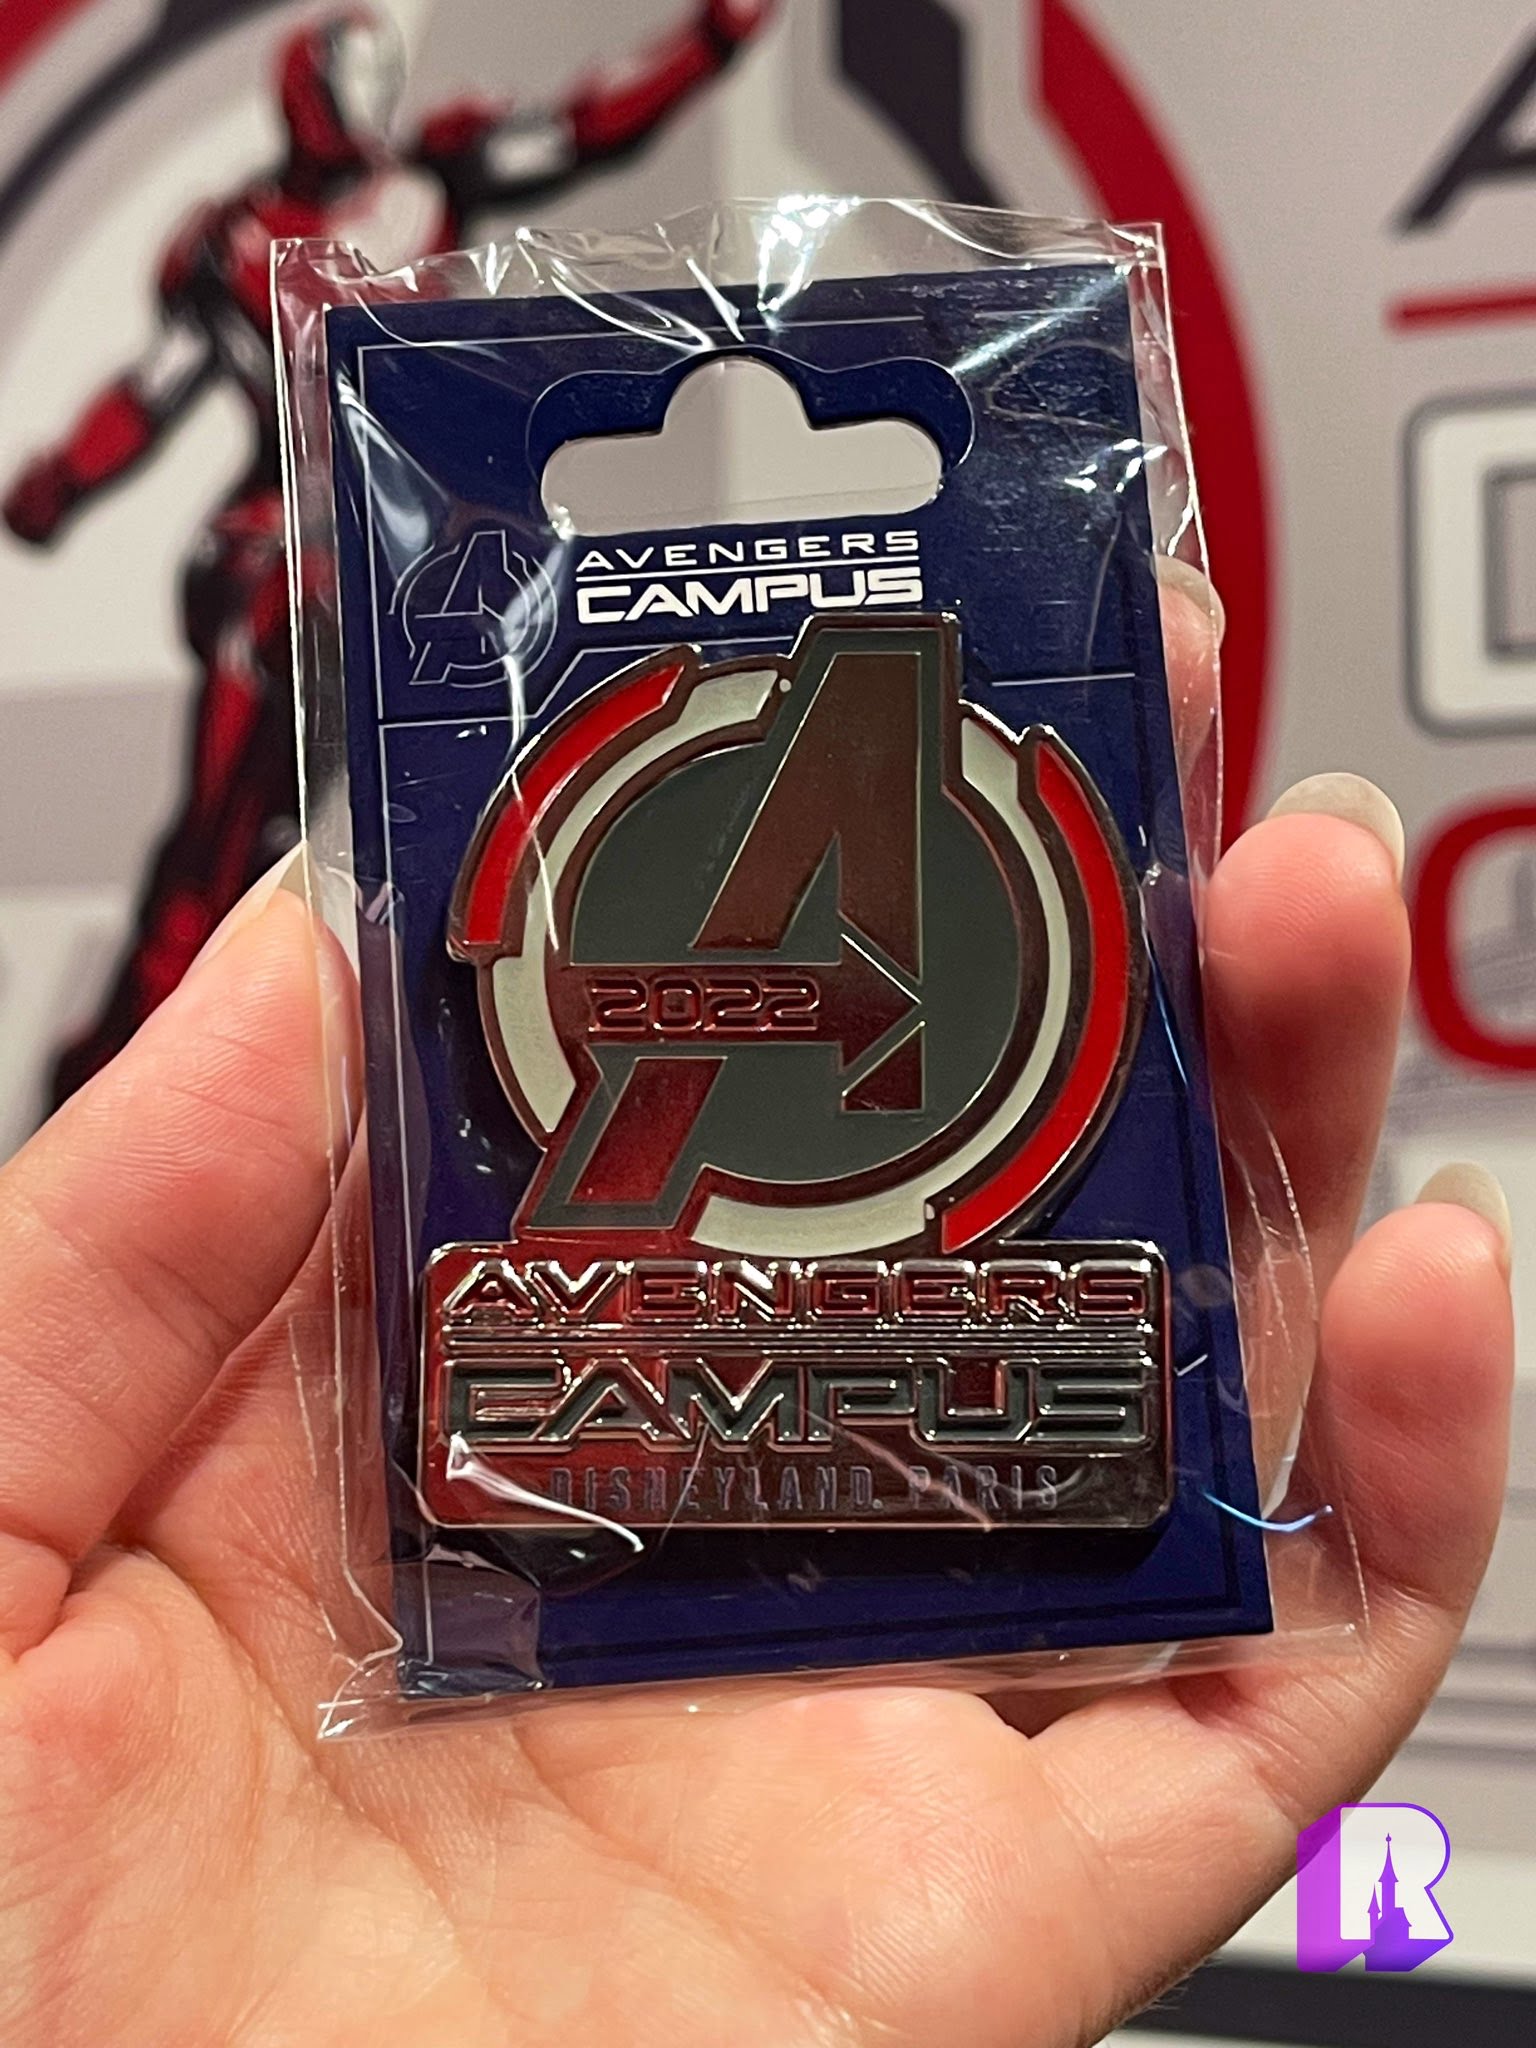 AVENGERS
CAMPUS
2022
AVENGERS
CAMPUS
DISNEYLAND PARIS
R